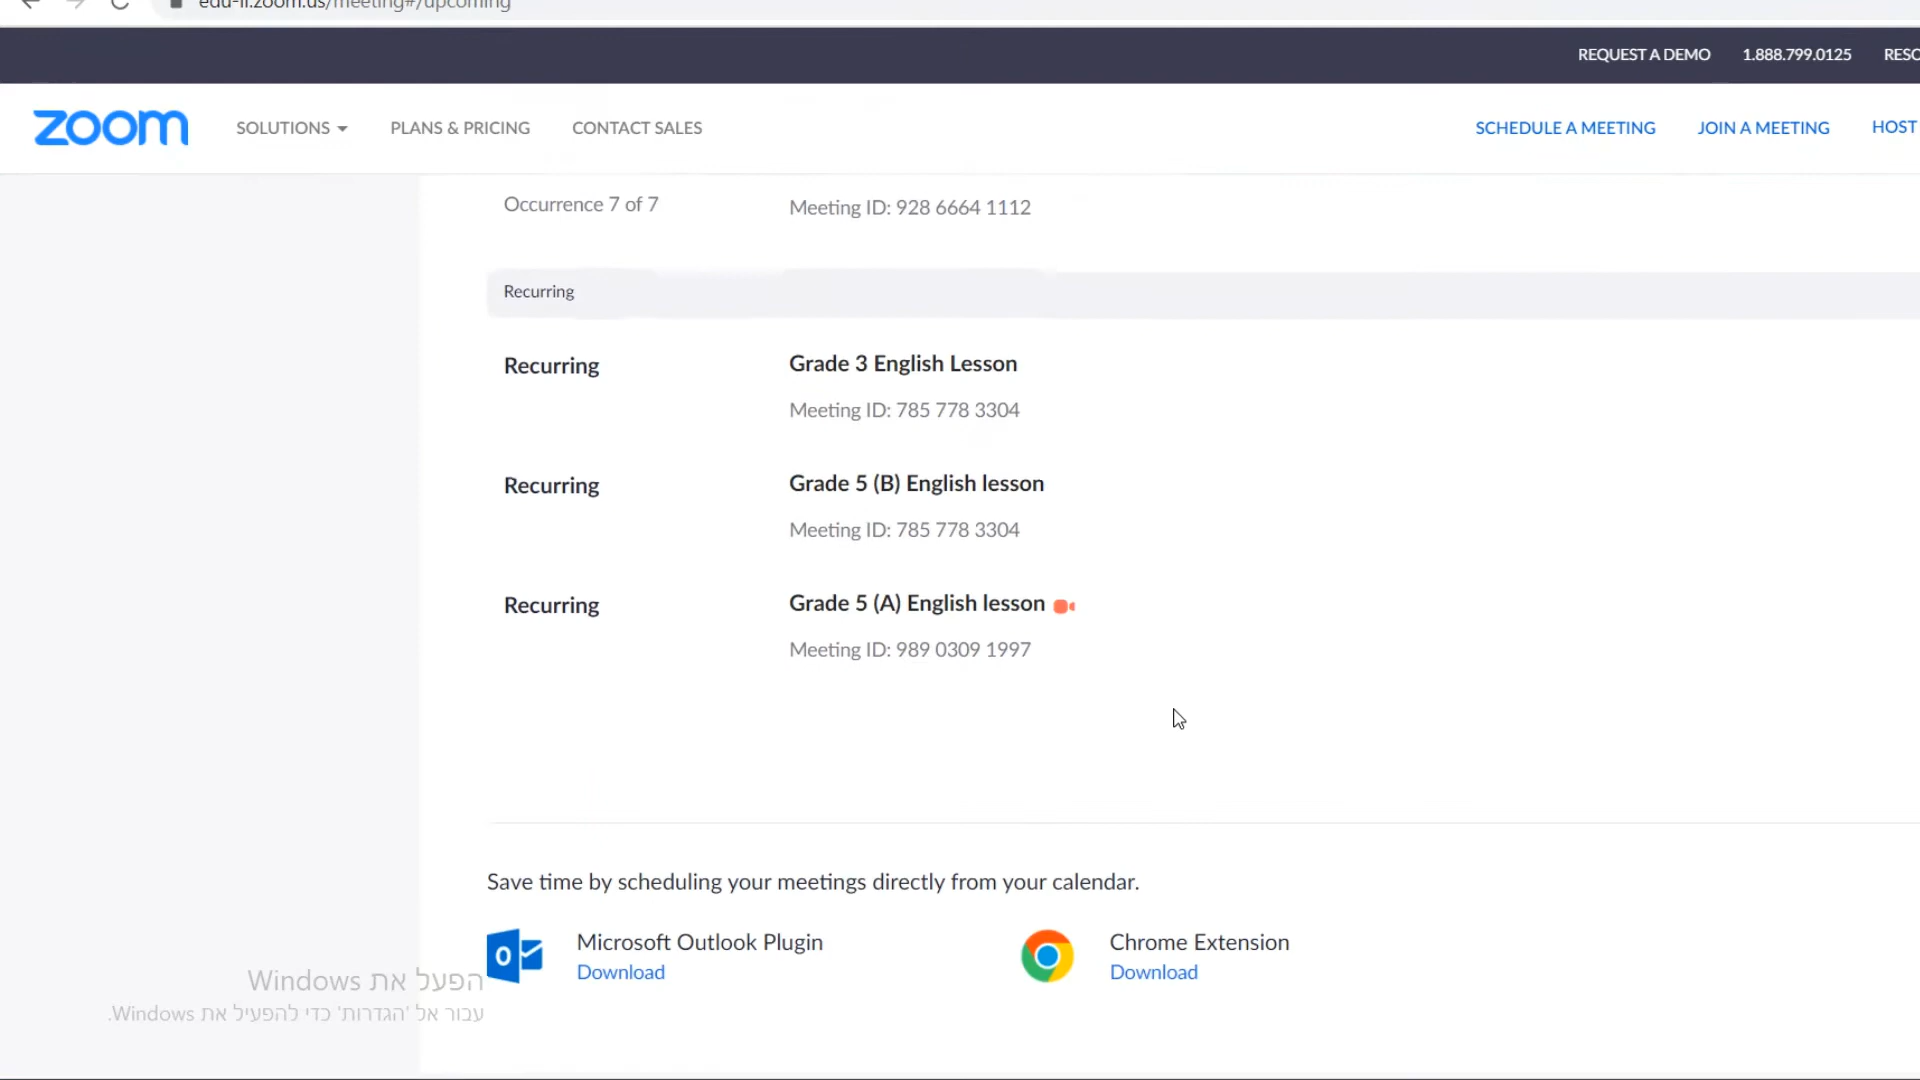 edu-il.zoom.us/meeting#/upcoming
REQUEST A DEMO 1.888.799.0125
zoom SOLUTIONS PLANS & PRICING CONTACT SALES SCHEDULE A MEETING JOIN A MEETING HOST
Occurrence 7 of 7 Meeting ID: 928 6664 1112
Recurring
Recurring Grade 3 English Lesson
Meeting ID: 785 778 3304
Recurring Grade 5 (B) English lesson
Meeting ID: 785 778 3304
Recurring Grade 5 (A) English lesson
Meeting ID: 989 0309 1997
Save time by scheduling your meetings directly from your calendar.
Microsoft Outlook Plugin
Download
Chrome Extension
Download
הפעל את Windows
עבור אל 'הגדרות' כדי להפעיל את Windows.